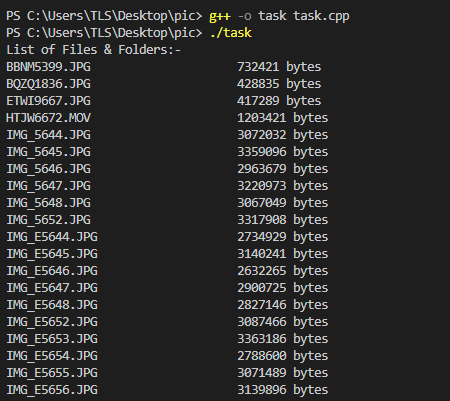 PS C:\Users\TLS\Desktop\pic> g++ -o task task.cpp
PS C:\Users\TLS\Desktop\pic> ./task
List of Files & Folders:-
BBNM5399.JPG 732421 bytes
BQZQ1836.JPG 428835 bytes
ETWI9667.JPG 417289 bytes
HTJW6672.MOV 1203421 bytes
IMG_5644.JPG 3072032 bytes
IMG_5645.JPG 3359096 bytes
IMG_5646.JPG 2963679 bytes
IMG_5647.JPG 3220973 bytes
IMG_5648.JPG 3067049 bytes
IMG_5652.JPG 3317908 bytes
IMG_E5644.JPG 2734929 bytes
IMG_E5645.JPG 3140241 bytes
IMG_E5646.JPG 2632265 bytes
IMG_E5647.JPG 2900725 bytes
IMG_E5648.JPG 2827146 bytes
IMG_E5652.JPG 3087466 bytes
IMG_E5653.JPG 3363186 bytes
IMG_E5654.JPG 2788600 bytes
IMG_E5655.JPG 3071489 bytes
IMG_E5656.JPG 3139896 bytes